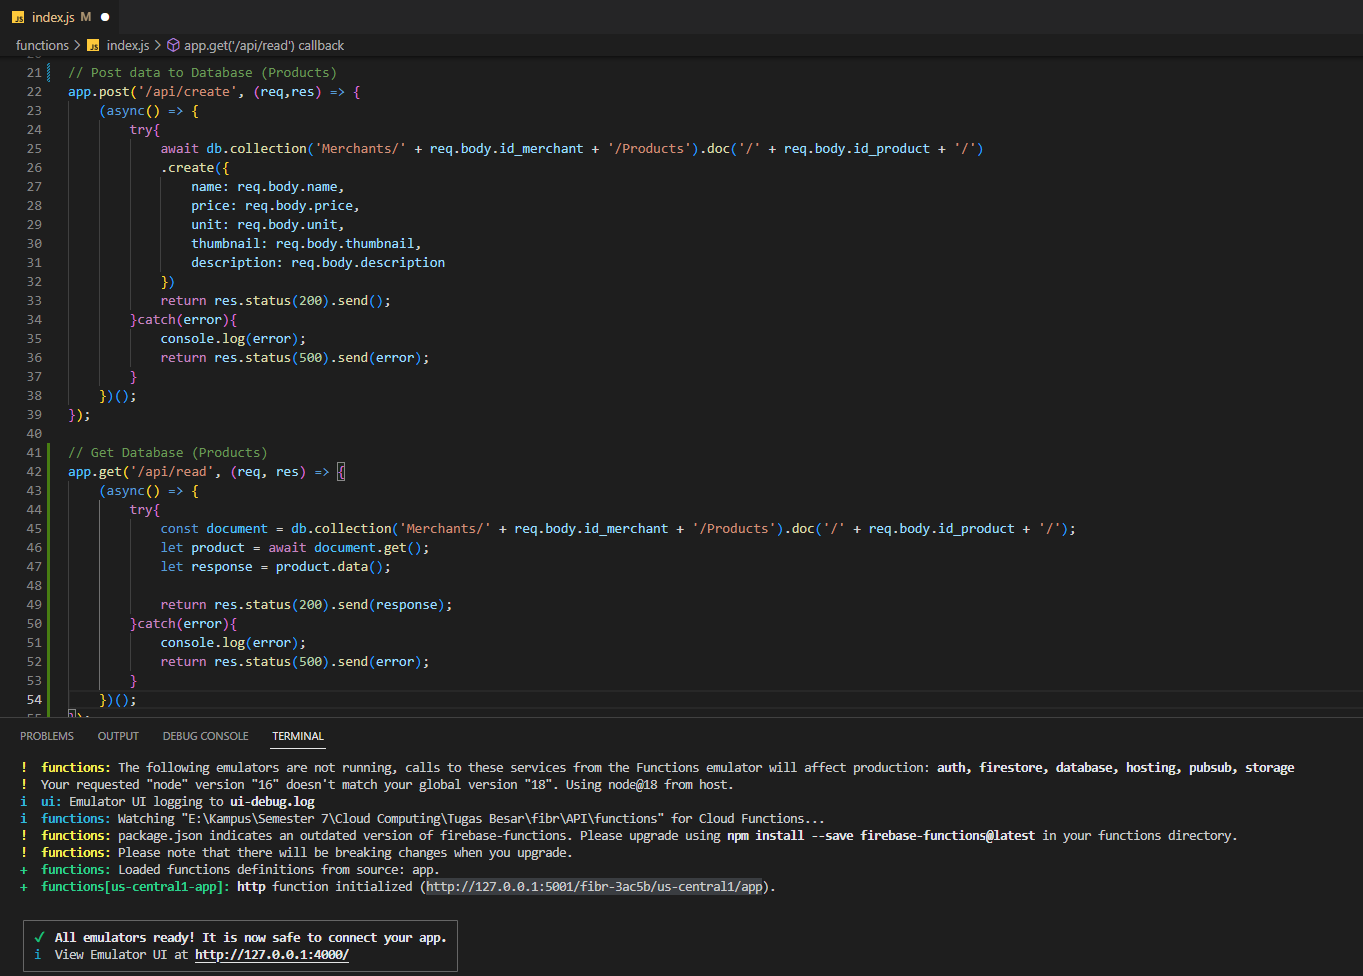 JS index.js M ●
functions > JS index.js > app.get('/api/read') callback
21 // Post data to Database (Products)
22 app.post('/api/create', (req,res) => {
23 (async() => {
24 try{
25 await db.collection('Merchants/' + req.body.id_merchant + '/Products').doc('/' + req.body.id_product + '/')
26 .create({
27 name: req.body.name,
28 price: req.body.price,
29 unit: req.body.unit,
30 thumbnail: req.body.thumbnail,
31 description: req.body.description
32 })
33 return res.status(200).send();
34 }catch(error){
35 console.log(error);
36 return res.status(500).send(error);
37 }
38 })();
39 });
40
41 // Get Database (Products)
42 app.get('/api/read', (req, res) => {
43 (async() => {
44 try{
45 const document = db.collection('Merchants/' + req.body.id_merchant + '/Products').doc('/' + req.body.id_product + '/');
46 let product = await document.get();
47 let response = product.data();
48
49 return res.status(200).send(response);
50 }catch(error){
51 console.log(error);
52 return res.status(500).send(error);
53 }
54 })();
55 });
PROBLEMS OUTPUT DEBUG CONSOLE TERMINAL
! functions: The following emulators are not running, calls to these services from the Functions emulator will affect production: auth, firestore, database, hosting, pubsub, storage
! Your requested "node" version "16" doesn't match your global version "18". Using node@18 from host.
i ui: Emulator UI logging to ui-debug.log
i functions: Watching "E:\Kampus\Semester 7\Cloud Computing\Tugas Besar\fibr\API\functions" for Cloud Functions...
! functions: package.json indicates an outdated version of firebase-functions. Please upgrade using npm install --save firebase-functions@latest in your functions directory.
! functions: Please note that there will be breaking changes when you upgrade.
+ functions: Loaded functions definitions from source: app.
+ functions[us-central1-app]: http function initialized (http://127.0.0.1:5001/fibr-3ac5b/us-central1/app).
✓ All emulators ready! It is now safe to connect your app.
i View Emulator UI at http://127.0.0.1:4000/